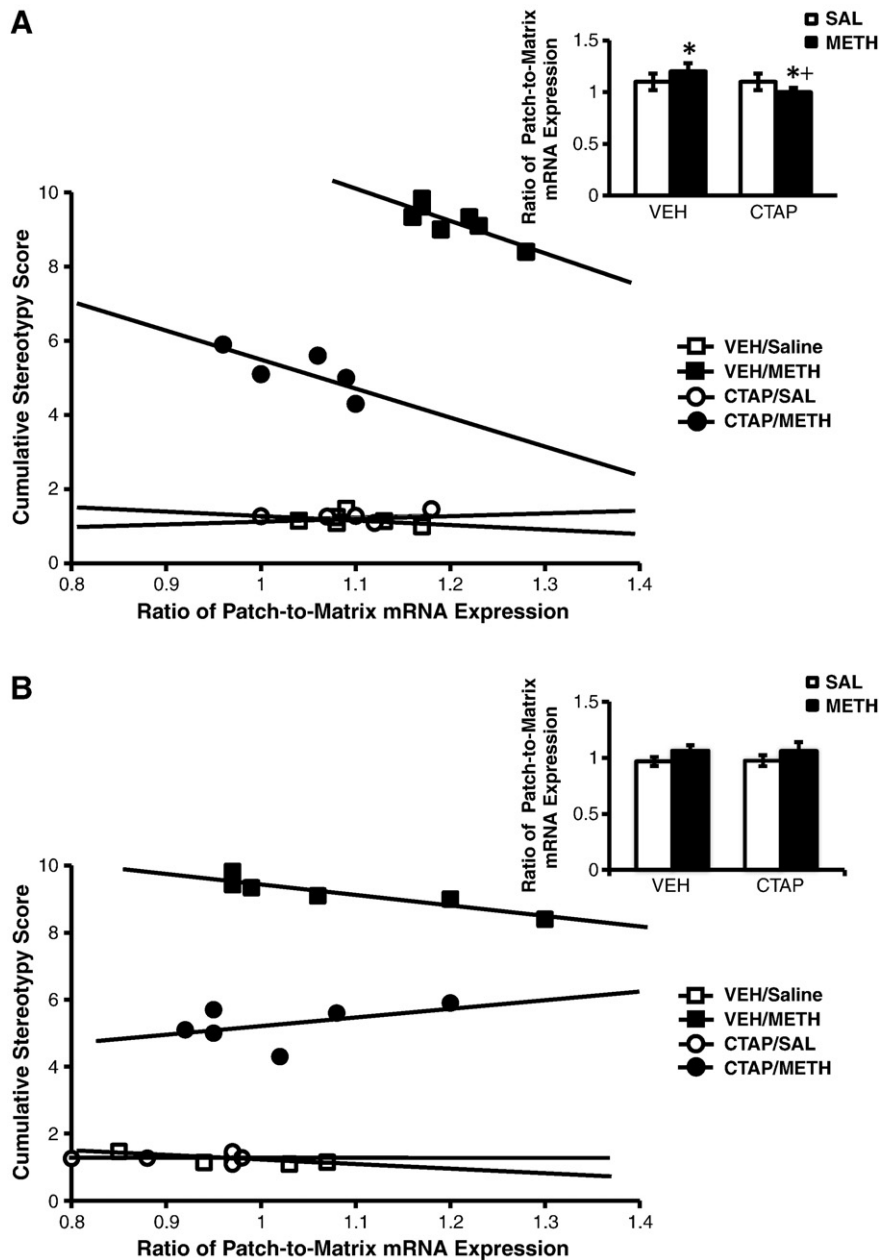 A
SAL
METH
Ratio of Patch-to-Matrix
mRNA Expression
1.5
1
0.5
0
*
*+
VEH
CTAP
Cumulative Stereotypy Score
10
8
6
4
2
0
0.8
0.9
1
1.1
1.2
1.3
1.4
Ratio of Patch-to-Matrix mRNA Expression
VEH/Saline
VEH/METH
CTAP/SAL
CTAP/METH
B
SAL
METH
Ratio of Patch-to-Matrix
mRNA Expression
1.5
1
0.5
0
VEH
CTAP
Cumulative Stereotypy Score
10
8
6
4
2
0
0.8
0.9
1
1.1
1.2
1.3
1.4
Ratio of Patch-to-Matrix mRNA Expression
VEH/Saline
VEH/METH
CTAP/SAL
CTAP/METH